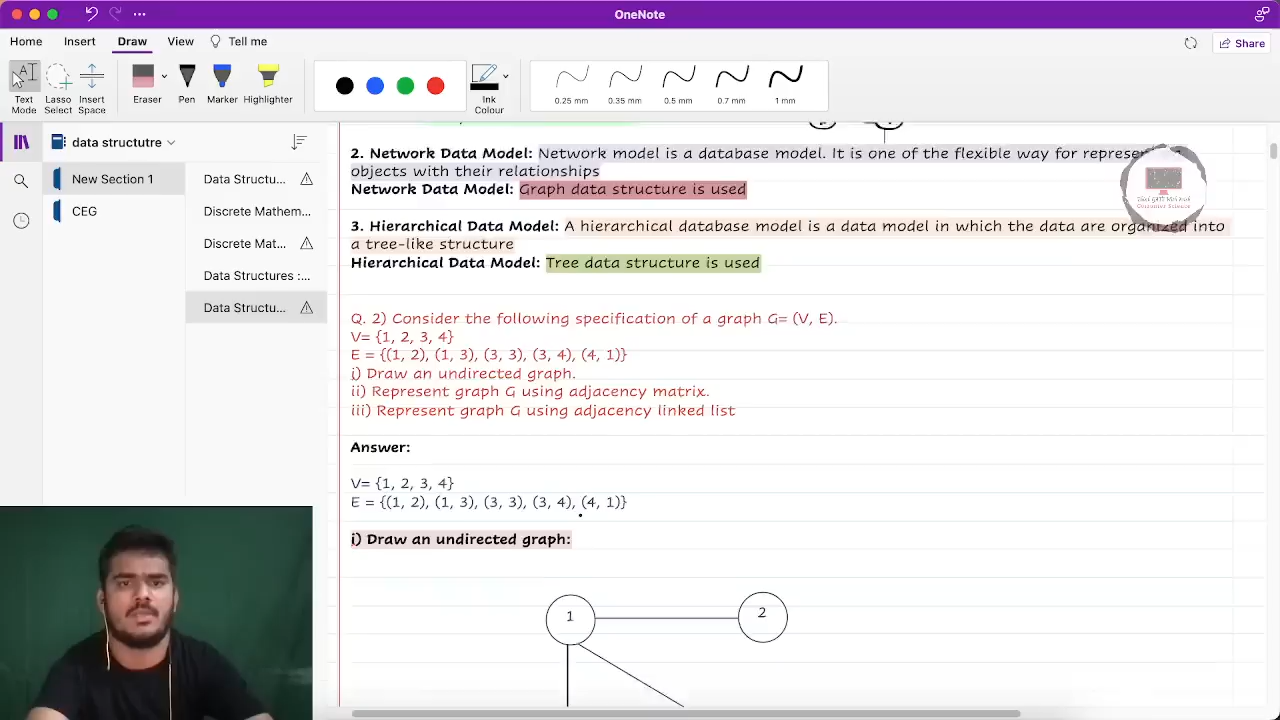 OneNote
Home Insert Draw View Tell me
Share
Text Mode
Lasso Select
Insert Space
Eraser
Pen
Marker
Highlighter
Ink Colour
0.25 mm
0.35 mm
0.5 mm
0.7 mm
1 mm
data structutre
New Section 1
CEG
Data Structu...
Discrete Mathem...
Discrete Mat...
Data Structures :...
Data Structu...
2. Network Data Model: Network model is a database model. It is one of the flexible way for
objects with their relationships
Network Data Model: Graph data structure is used
3. Hierarchical Data Model: A hierarchical database model is a data model in which the data are organized into
a tree-like structure
Hierarchical Data Model: Tree data structure is used
Q. 2) Consider the following specification of a graph G= (V, E).
V= {1, 2, 3, 4}
E = {(1, 2), (1, 3), (3, 3), (3, 4), (4, 1)}
i) Draw an undirected graph.
ii) Represent graph G using adjacency matrix.
iii) Represent graph G using adjacency linked list
Answer:
V= {1, 2, 3, 4}
E = {(1, 2), (1, 3), (3, 3), (3, 4), (4, 1)}
i) Draw an undirected graph:
1
2